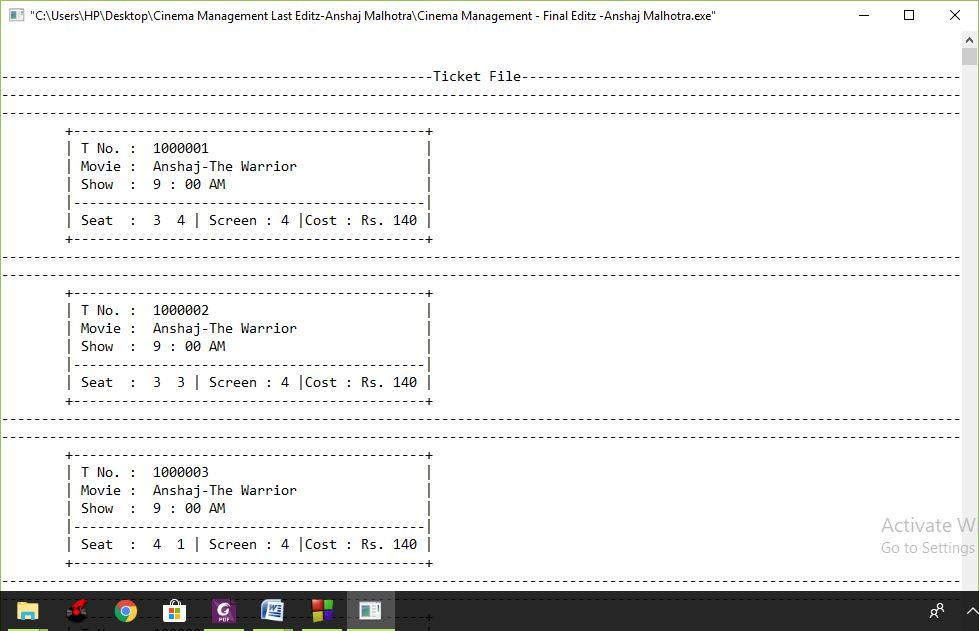 "C:\Users\HP\Desktop\Cinema Management Last Editz-Anshaj Malhotra\Cinema Management - Final Editz -Anshaj Malhotra.exe"
Ticket File
T No. : 1000001
Movie : Anshaj-The Warrior
Show : 9 : 00 AM
Seat : 3 4 | Screen : 4 |Cost : Rs. 140
T No. : 1000002
Movie : Anshaj-The Warrior
Show : 9 : 00 AM
Seat : 3 3 | Screen : 4 |Cost : Rs. 140
T No. : 1000003
Movie : Anshaj-The Warrior
Show : 9 : 00 AM
Seat : 4 1 | Screen : 4 |Cost : Rs. 140
Activate W
Go to Settings
PDF